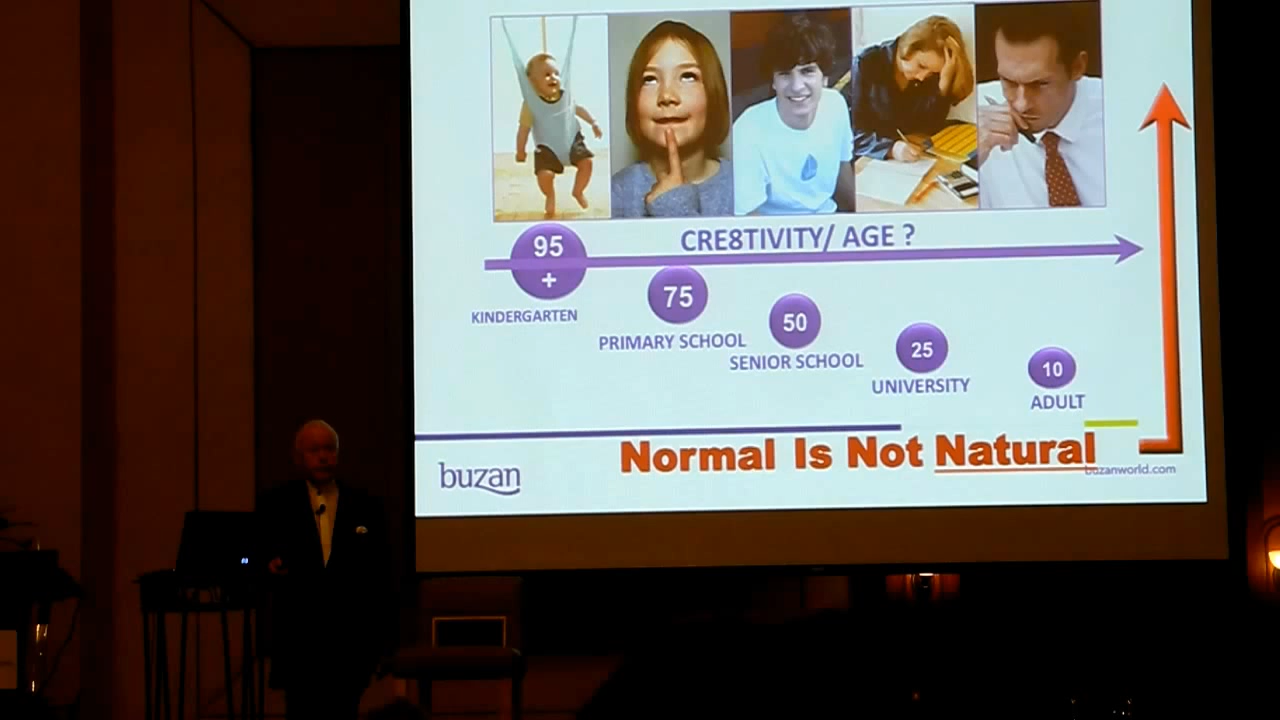 CRE8TIVITY/ AGE ?
95
+
KINDERGARTEN
75
PRIMARY SCHOOL
50
SENIOR SCHOOL
25
UNIVERSITY
10
ADULT
Normal Is Not Natural
buzan
buzanworld.com